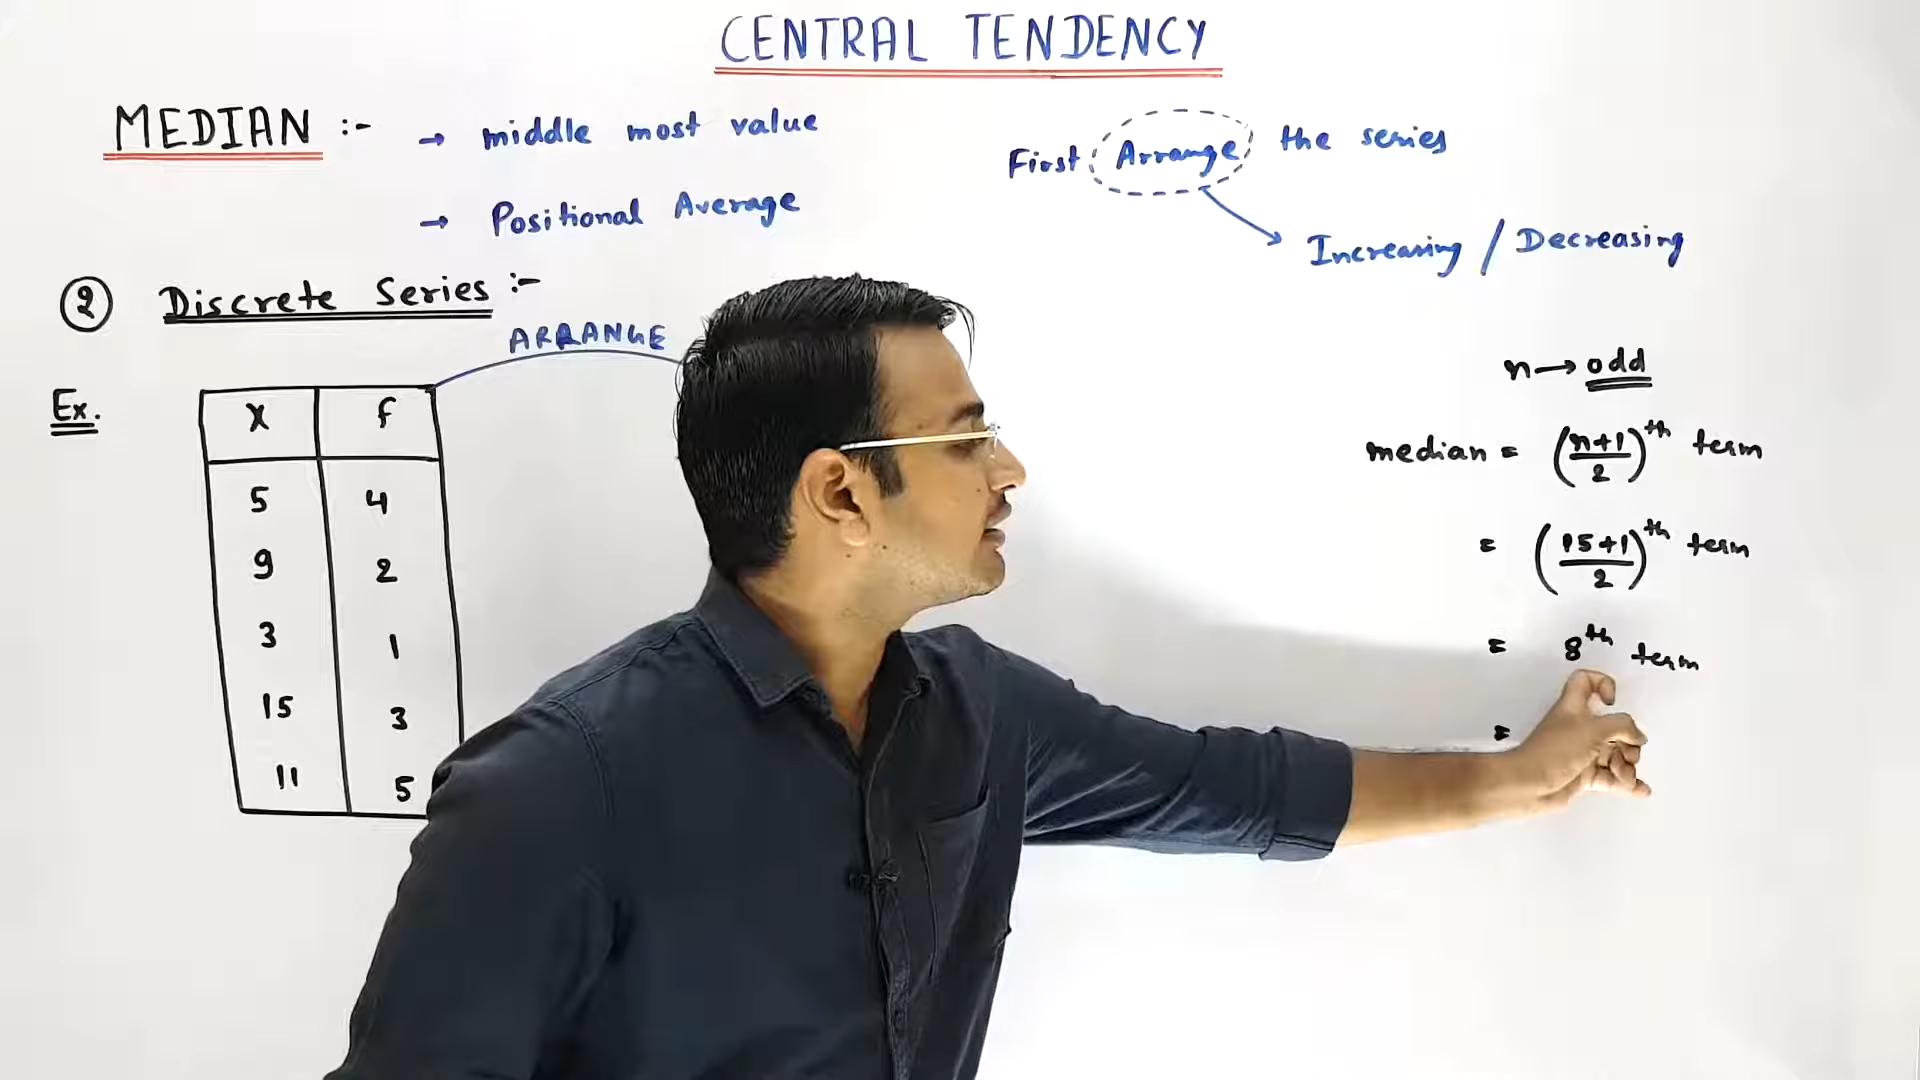 CENTRAL TENDENCY
MEDIAN :-
→ middle most value
→ Positional Average
First Arrange the series
Increasing / Decreasing
② Discrete Series :-
ARRANGE
Ex.
X f
5 4
9 2
3 1
15 3
11 5
n → odd
median = (n+1/2)th term
= (15+1/2)th term
= 8th term
=